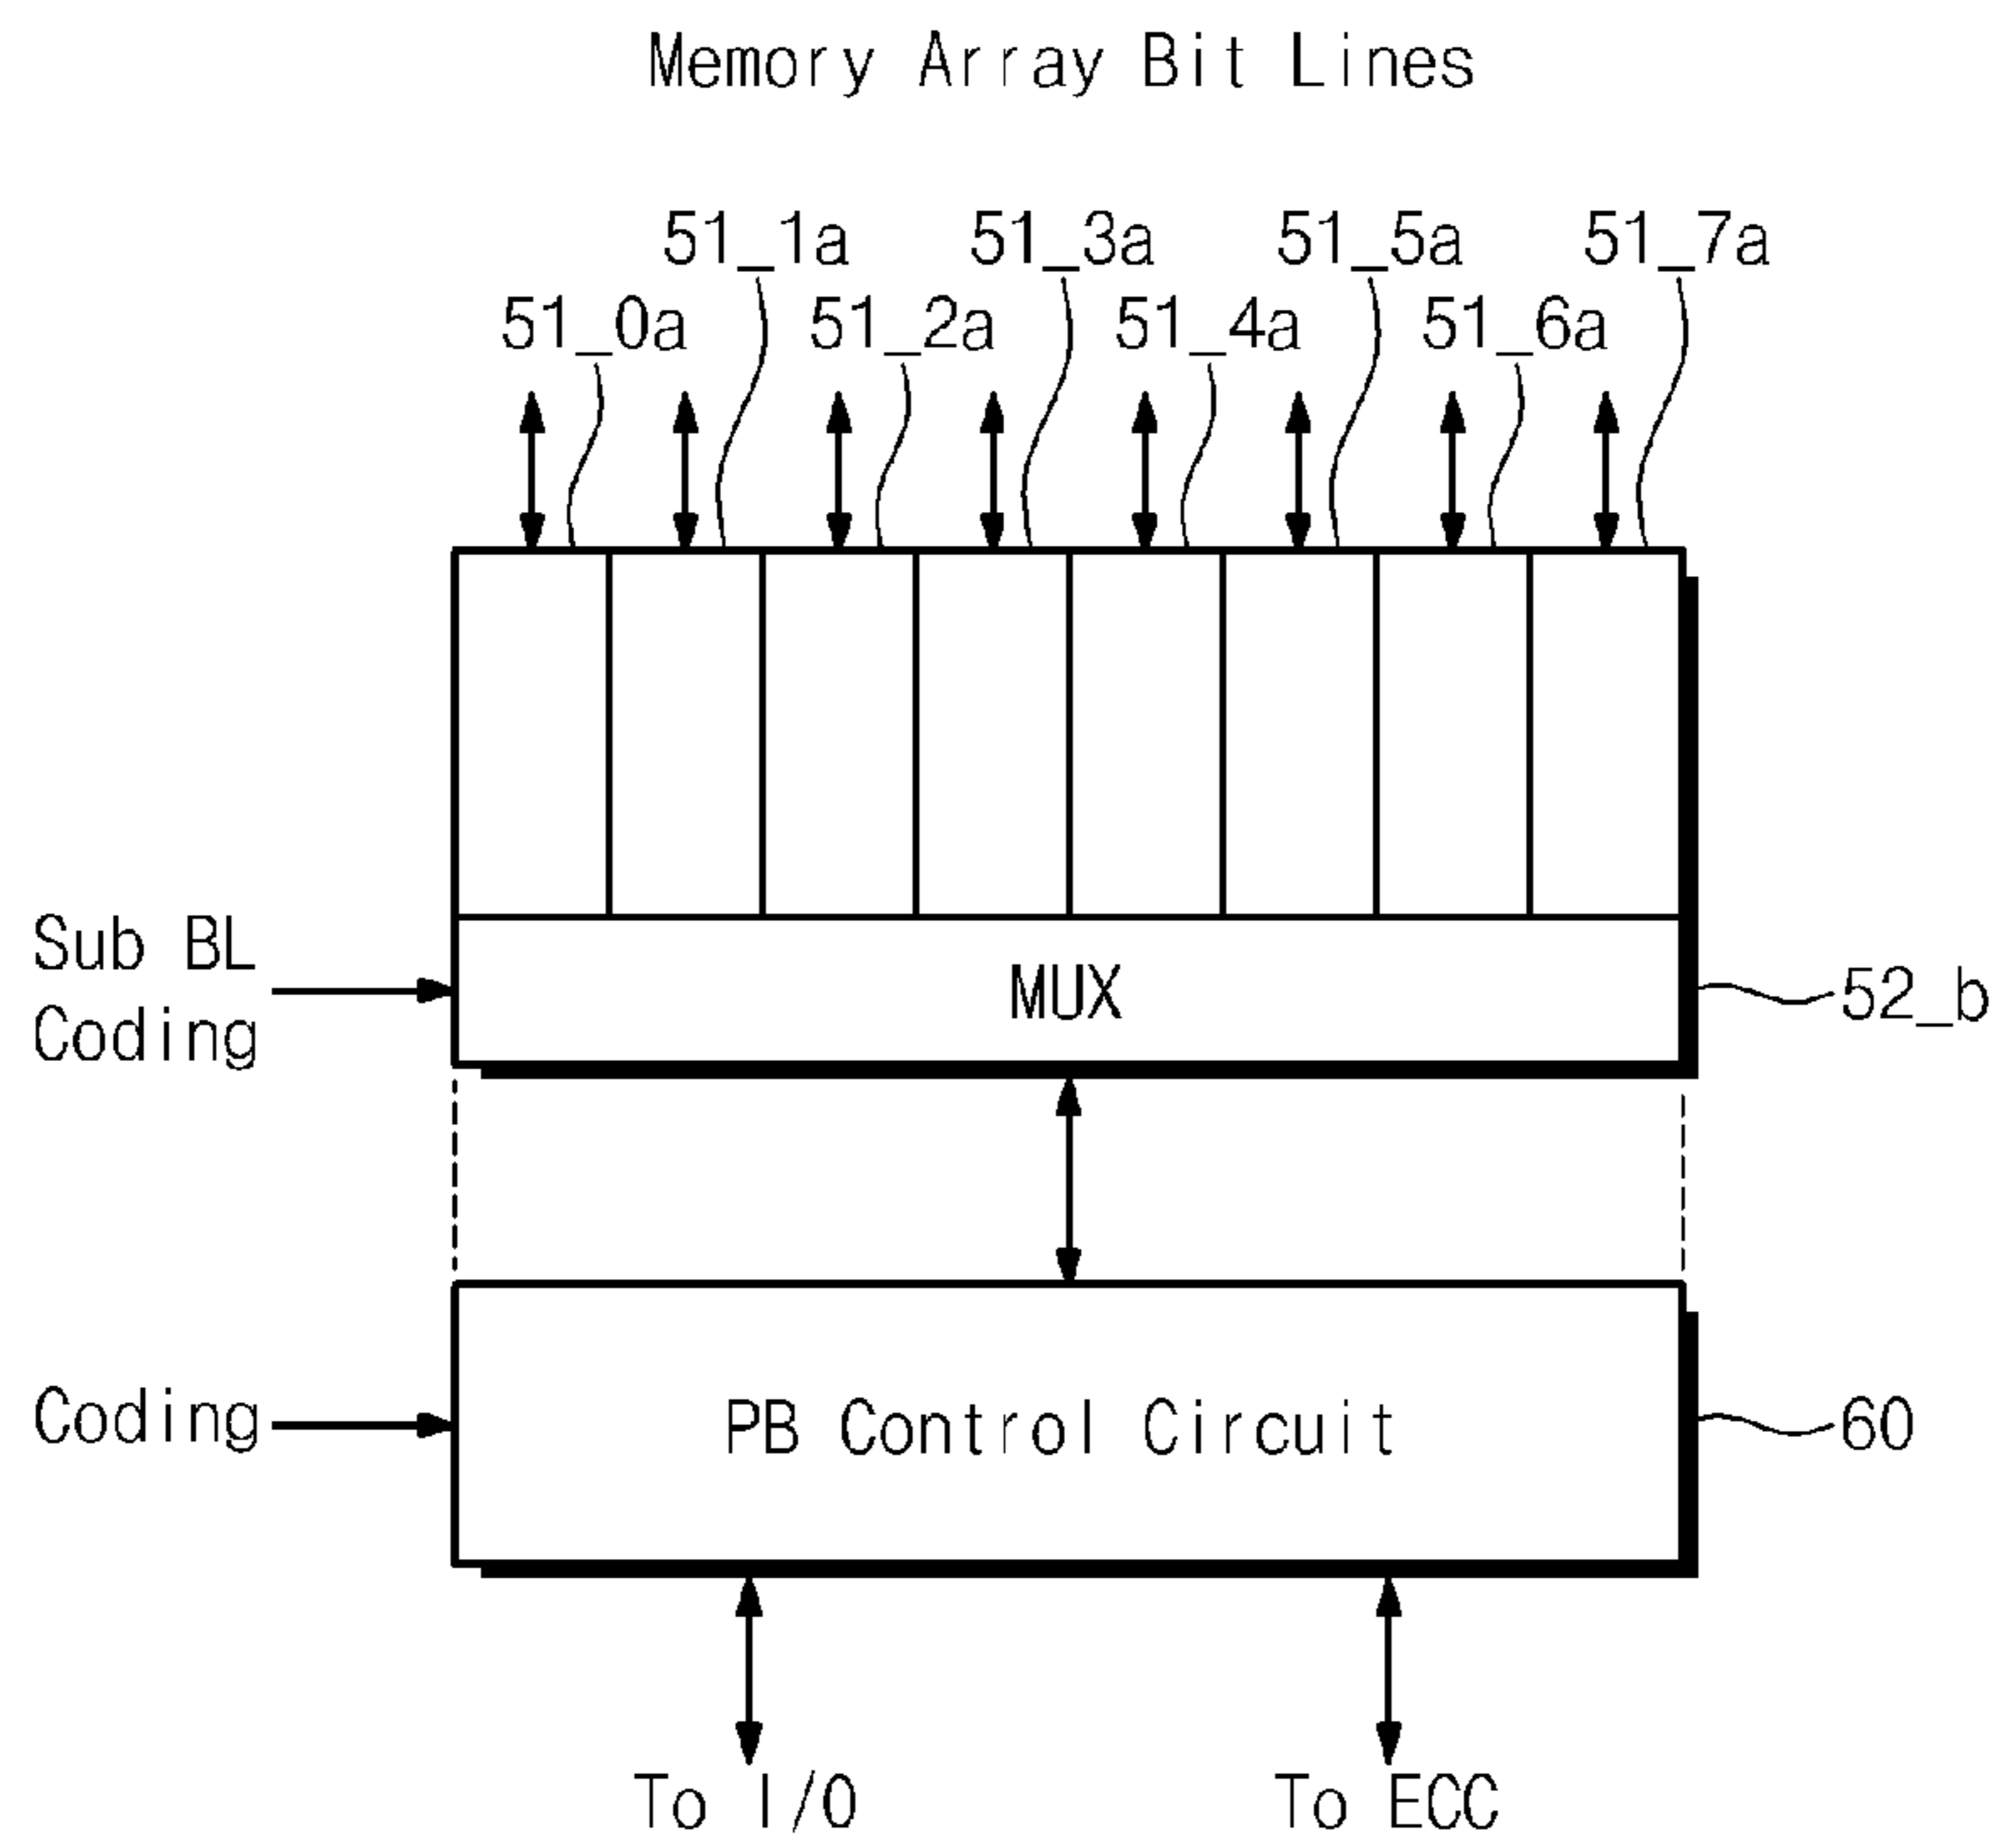 Memory Array Bit Lines
51_1a 51_3a 51_5a 51_7a
51_0a 51_2a 51_4a 51_6a
Sub BL
Coding
MUX
52_b
Coding
PB Control Circuit
60
To I/O
To ECC